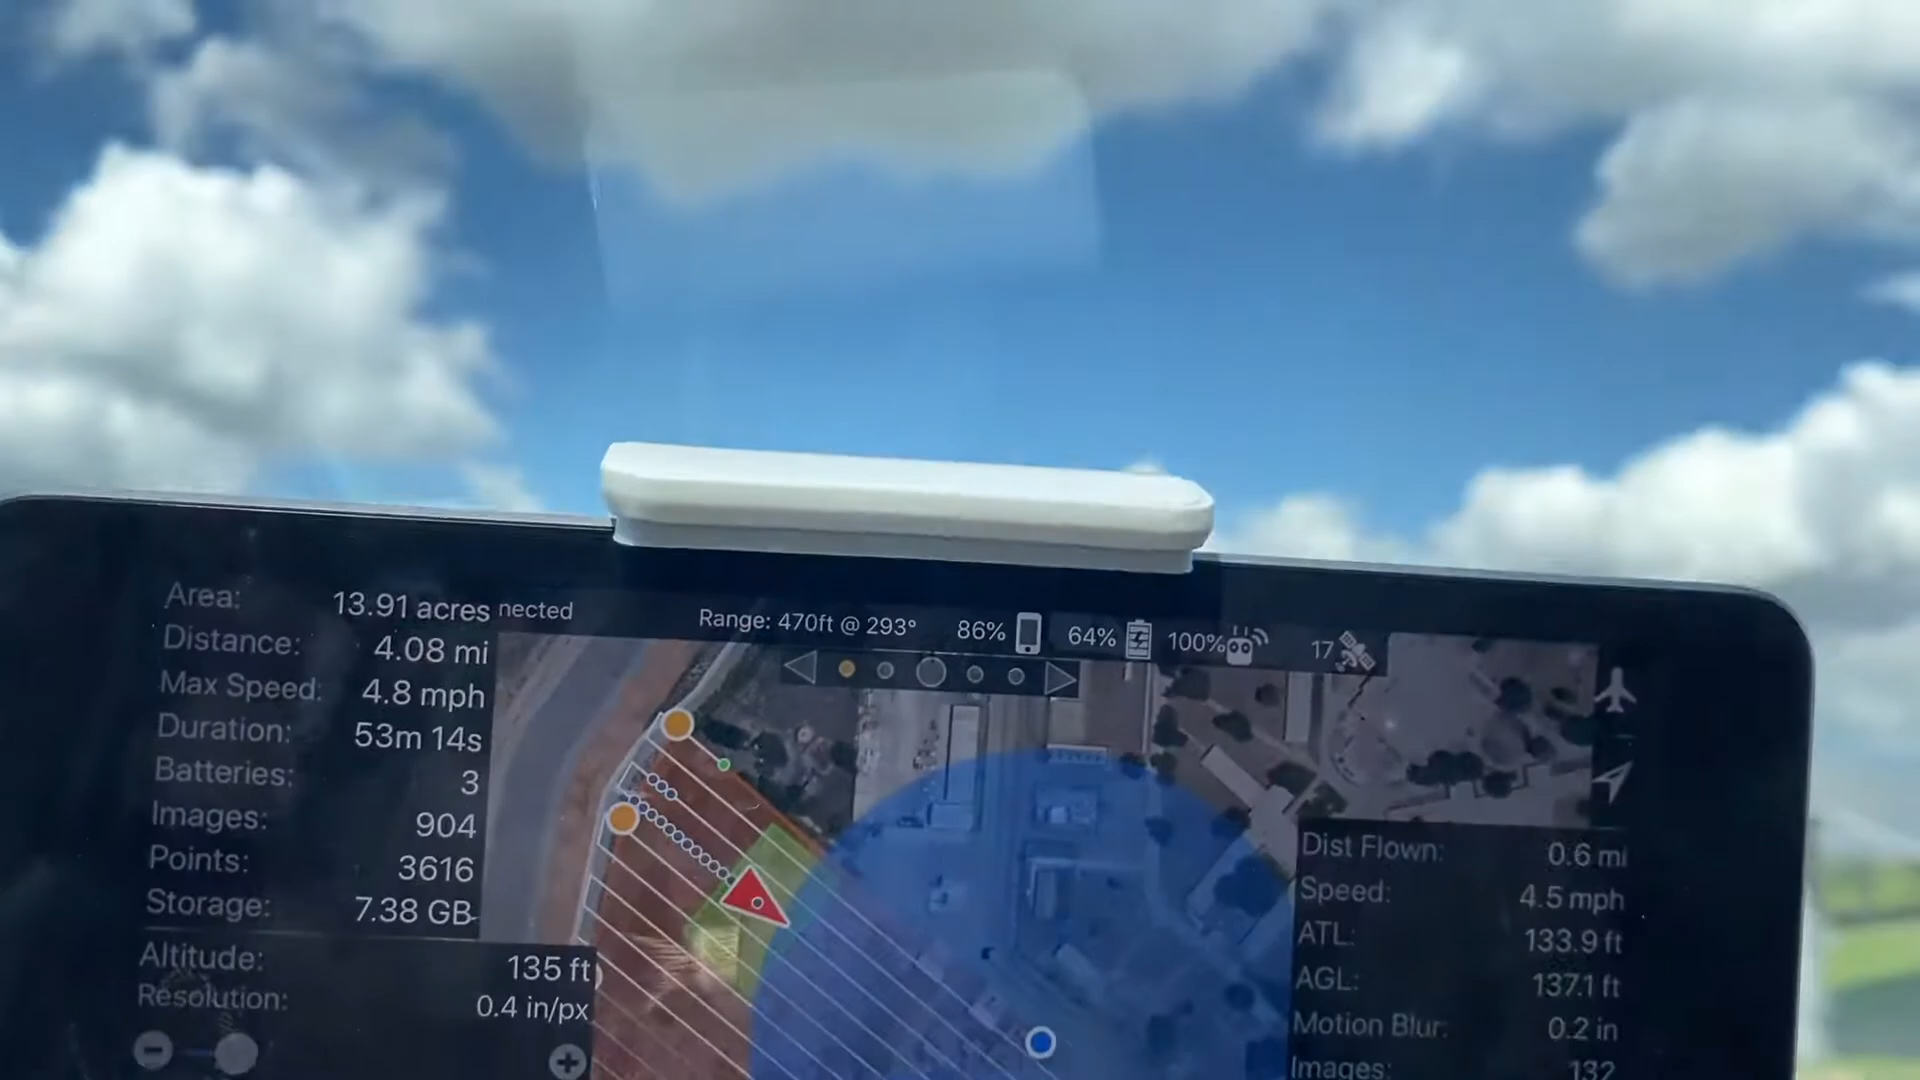 Area: 13.91 acres nected
Distance: 4.08 mi
Max Speed: 4.8 mph
Duration: 53m 14s
Batteries: 3
Images: 904
Points: 3616
Storage: 7.38 GB
Altitude: 135 ft
Resolution: 0.4 in/px
Range: 470ft @ 293° 86% 64% 100% 17
Dist Flown: 0.6 mi
Speed: 4.5 mph
ATL: 133.9 ft
AGL: 137.1 ft
Motion Blur: 0.2 in
Images: 132